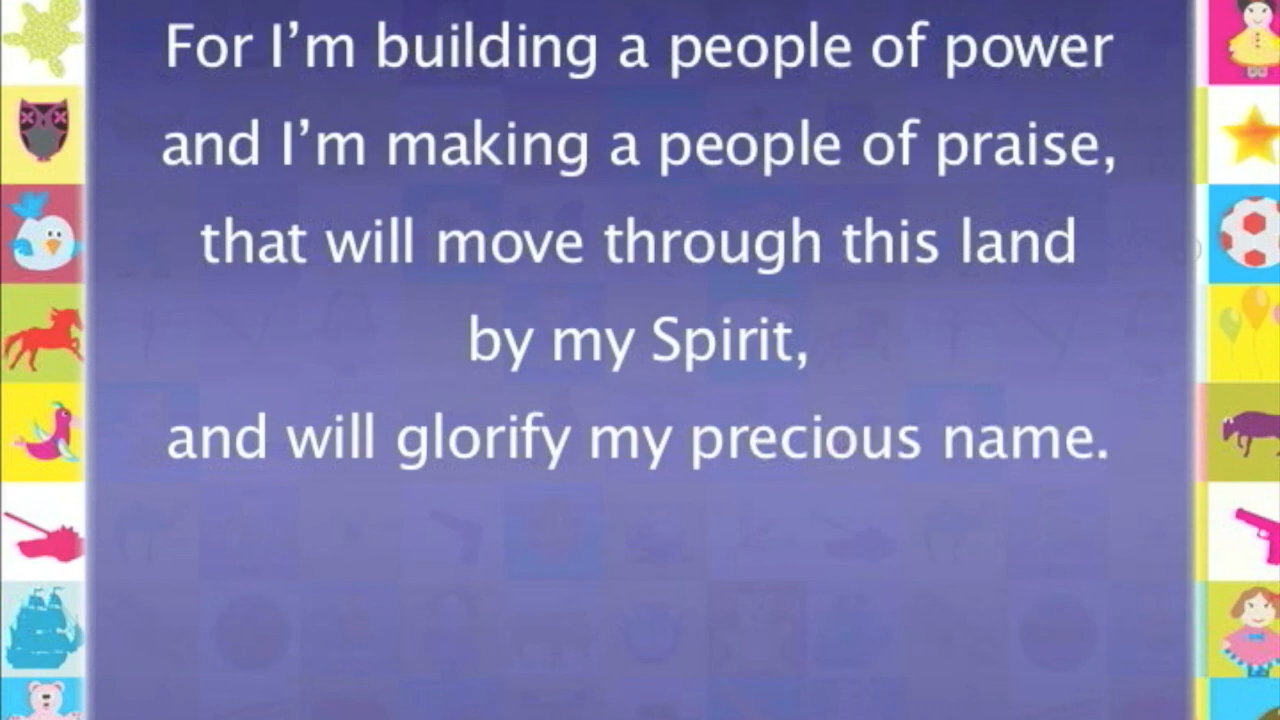 For I’m building a people of power
and I’m making a people of praise,
that will move through this land
by my Spirit,
and will glorify my precious name.